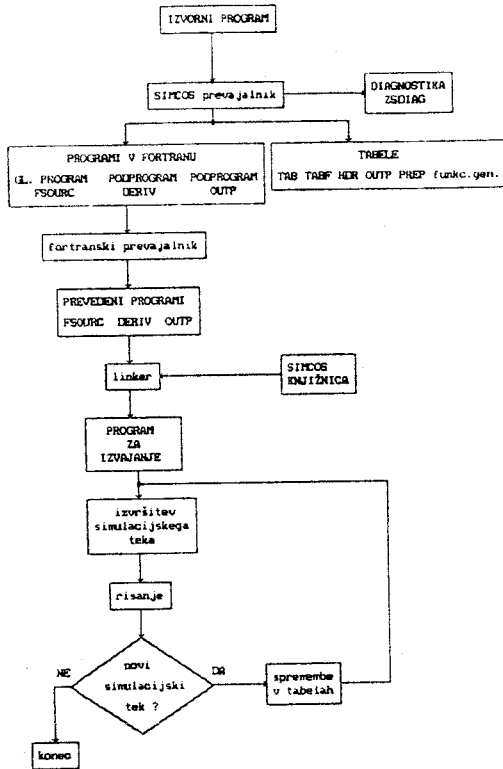 IZVORNI PROGRAM
SIMCOS prevajalnik
DIAGNOSTIKA
ZSDIAG
PROGRAMI V FORTRANU
GL. PROGRAM PODPROGRAM PODPROGRAM
FSOURC DERIV OUTP
TABELE
TAB TABF HDR OUTP PREP funkc.gen.
fortranski prevajalnik
PREVEDENI PROGRAMI
FSOURC DERIV OUTP
linker
SIMCOS
KNJIŽNICA
PROGRAM
ZA
IZVAJANJE
izvršitev
simulacijskega
teka
risanje
NE
novi
simulacijski
tek ?
DA
spremembe
v tabelah
konec